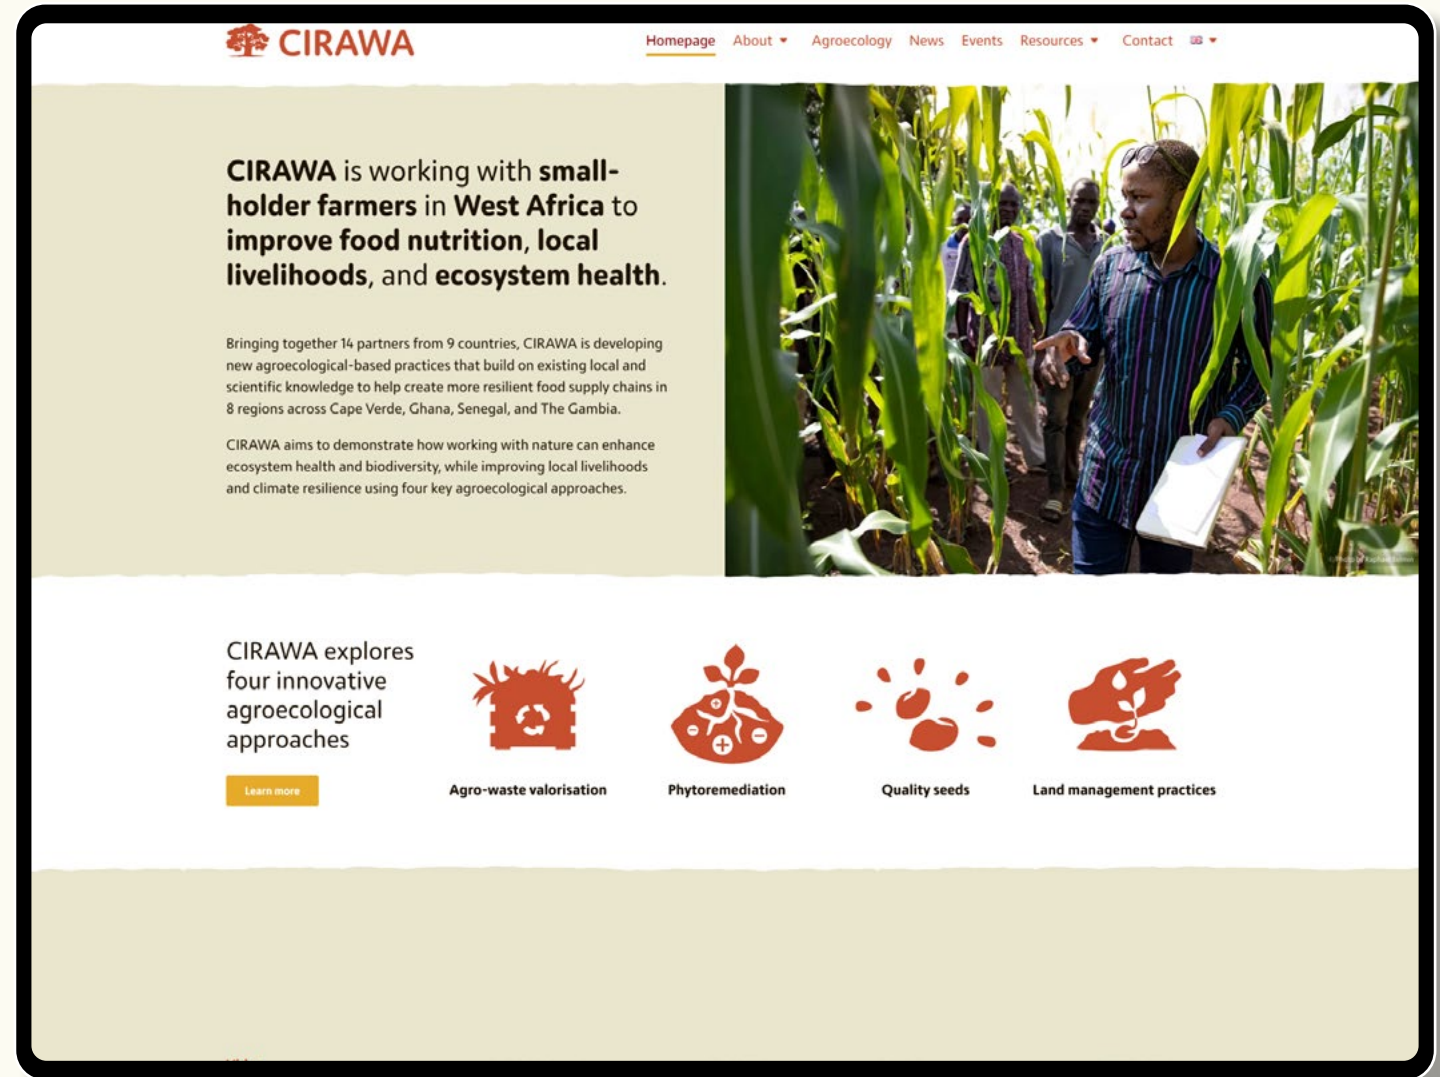 CIRAWA
Homepage About Agroecology News Events Resources Contact
CIRAWA is working with small-
holder farmers in West Africa to
improve food nutrition, local
livelihoods, and ecosystem health.
Bringing together 14 partners from 9 countries, CIRAWA is developing
new agroecological-based practices that build on existing local and
scientific knowledge to help create more resilient food supply chains in
8 regions across Cape Verde, Ghana, Senegal, and The Gambia.
CIRAWA aims to demonstrate how working with nature can enhance
ecosystem health and biodiversity, while improving local livelihoods
and climate resilience using four key agroecological approaches.
CIRAWA explores
four innovative
agroecological
approaches
Learn more
Agro-waste valorisation
Phytoremediation
Quality seeds
Land management practices